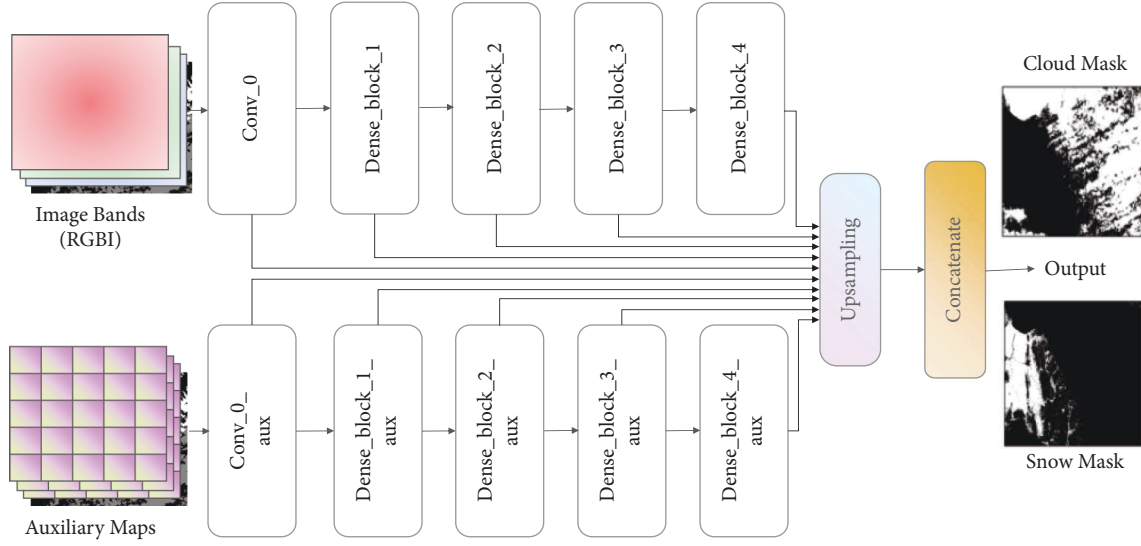 Conv_0
Dense_block_1
Dense_block_2
Dense_block_3
Dense_block_4
Image Bands
(RGBI)
Conv_0_
aux
Dense_block_1_
aux
Dense_block_2_
aux
Dense_block_3_
aux
Dense_block_4_
aux
Auxiliary Maps
Upsampling
Concatenate
Cloud Mask
Output
Snow Mask